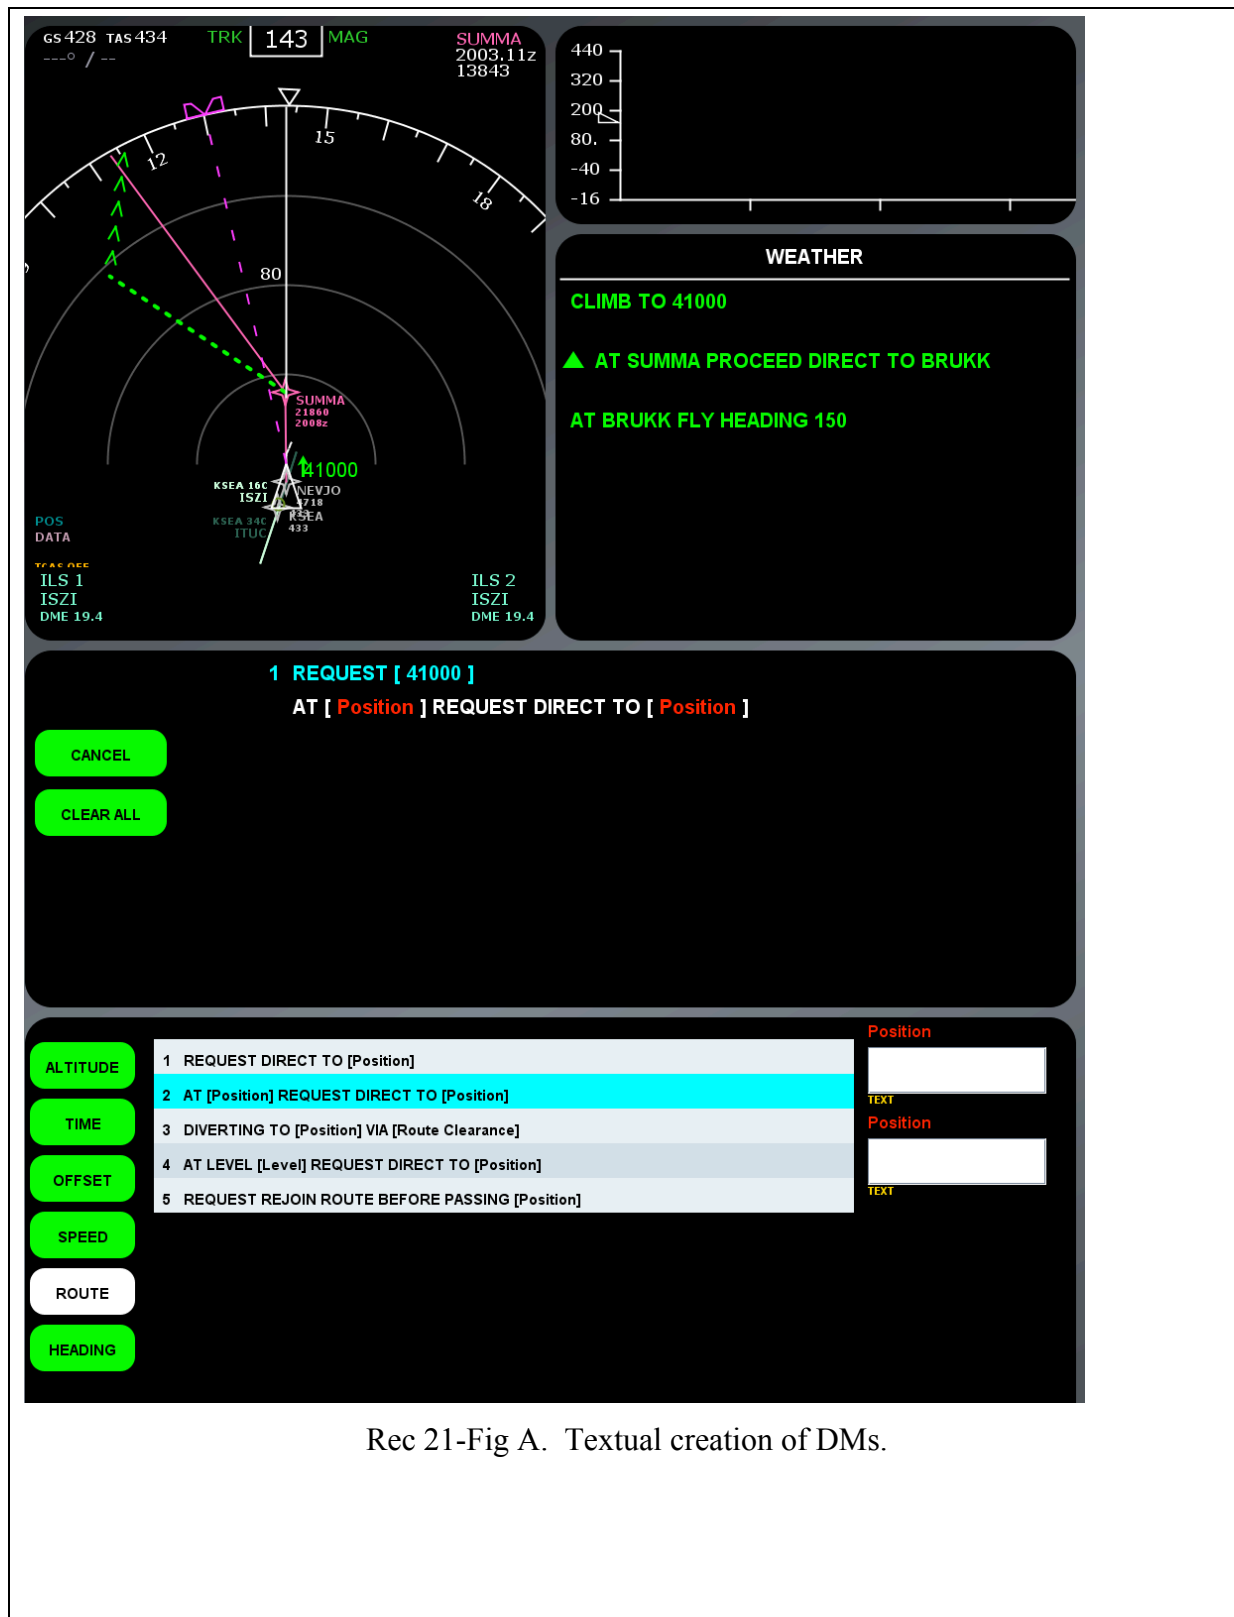 GS 428 TAS 434
TRK 143 MAG
---° / --
SUMMA
2003.11z
13843
12
15
18
80
SUMMA
21860
2008z
41000
KSEA 16C
ISZI
NEVJO
4718
KSEA
433
KSEA 34C
ITUC
POS
DATA
TCAS OFF
ILS 1
ISZI
DME 19.4
ILS 2
ISZI
DME 19.4
440
320
200
80.
-40
-16
WEATHER
CLIMB TO 41000
AT SUMMA PROCEED DIRECT TO BRUKK
AT BRUKK FLY HEADING 150
1 REQUEST [ 41000 ]
AT [ Position ] REQUEST DIRECT TO [ Position ]
CANCEL
CLEAR ALL
ALTITUDE
TIME
OFFSET
SPEED
ROUTE
HEADING
1 REQUEST DIRECT TO [Position]
2 AT [Position] REQUEST DIRECT TO [Position]
3 DIVERTING TO [Position] VIA [Route Clearance]
4 AT LEVEL [Level] REQUEST DIRECT TO [Position]
5 REQUEST REJOIN ROUTE BEFORE PASSING [Position]
Position
TEXT
Position
TEXT
Rec 21-Fig A. Textual creation of DMs.